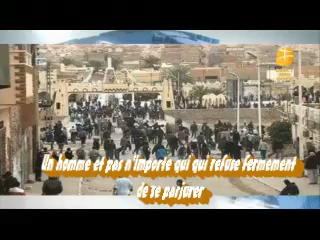 Un homme et pas n'importe qui qui refuse fermement
de se parjurer